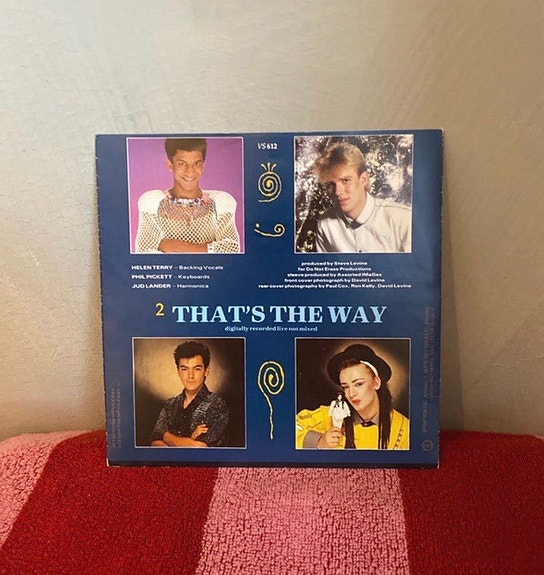 VS 612
HELEN TERRY – Backing Vocals
PHIL PICKETT – Keyboards
JUD LANDER – Harmonica
produced by Steve Levine
for Do Not Erase Productions
sleeve produced by Assorted iMaGes
front cover photograph by David Levine
rear cover photography by Paul Cox, Ron Kelly, David Levine
2 THAT'S THE WAY
digitally recorded live not mixed